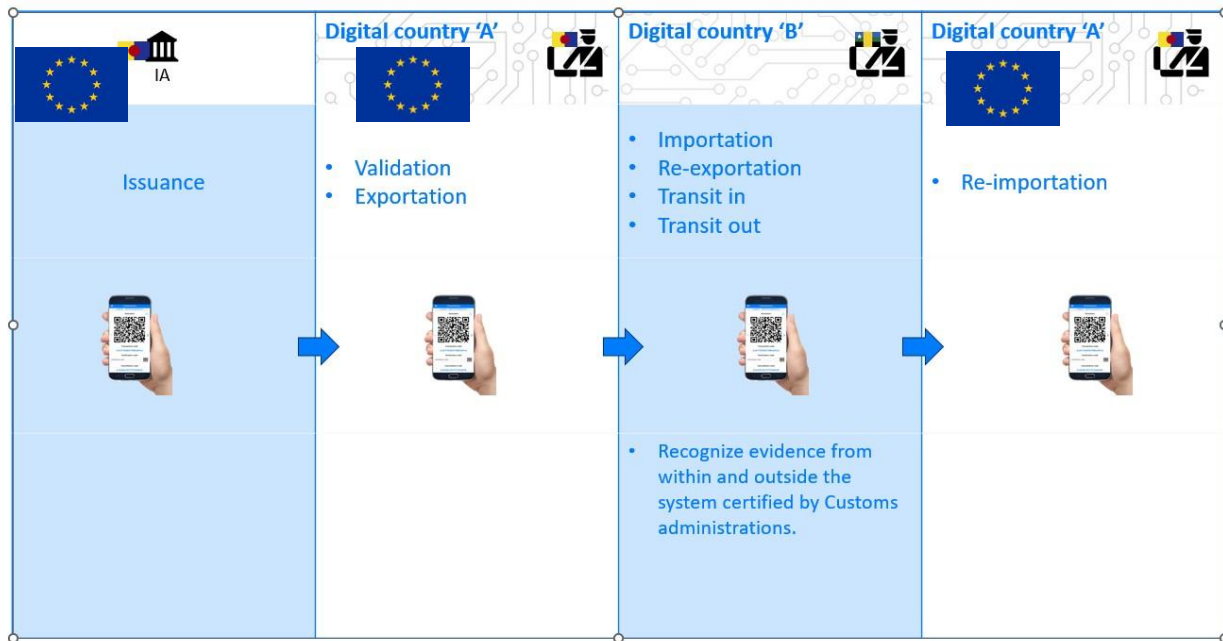 IA
Digital country ‘A’
Digital country ‘B’
Digital country ‘A’
Issuance
• Validation
• Exportation
• Importation
• Re-exportation
• Transit in
• Transit out
• Re-importation
• Recognize evidence from
within and outside the
system certified by Customs
administrations.